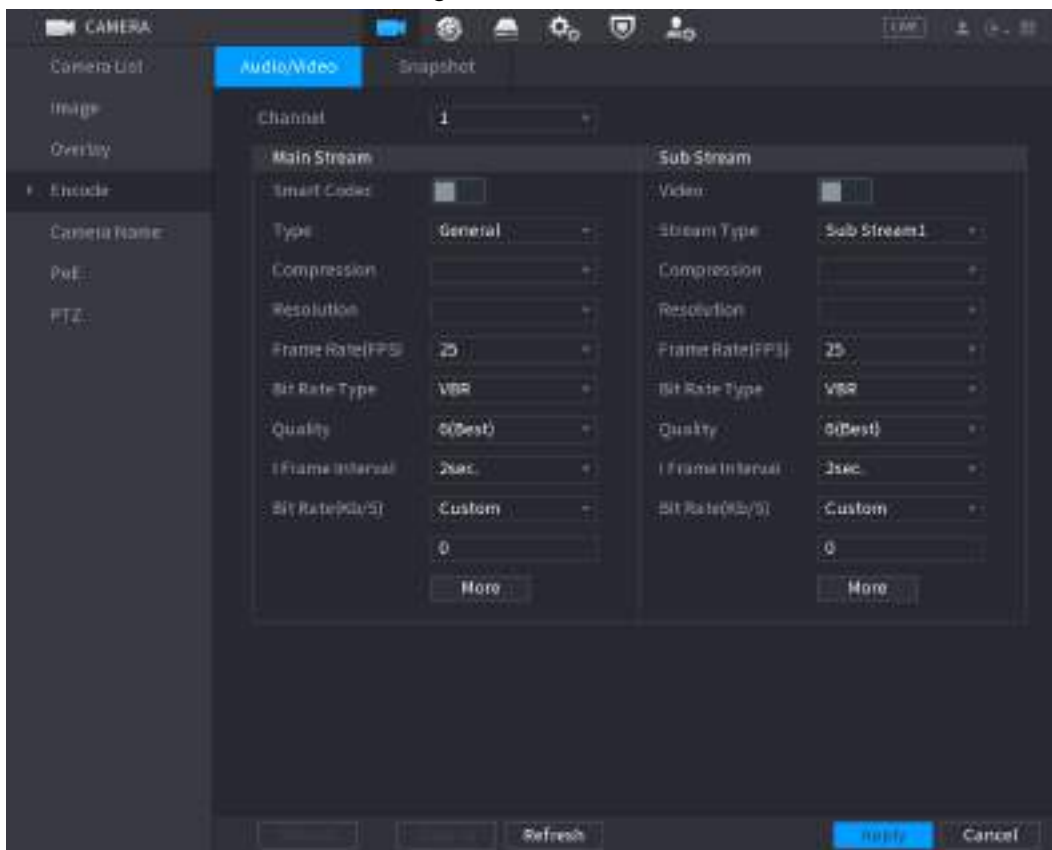 CAMERA LIVE
Camera List Audio/Video Snapshot
Image Channel 1
Overlay Main Stream Sub Stream
Encode Smart Codec Video
Camera Name Type General Stream Type Sub Stream1
PoE Compression Compression
PTZ Resolution Resolution
Frame Rate(FPS) 25 Frame Rate(FPS) 25
Bit Rate Type VBR Bit Rate Type VBR
Quality 6(Best) Quality 6(Best)
I Frame Interval 2sec. I Frame Interval 2sec.
Bit Rate(Kb/S) Custom Bit Rate(Kb/S) Custom
0 0
More More
Refresh Apply Cancel